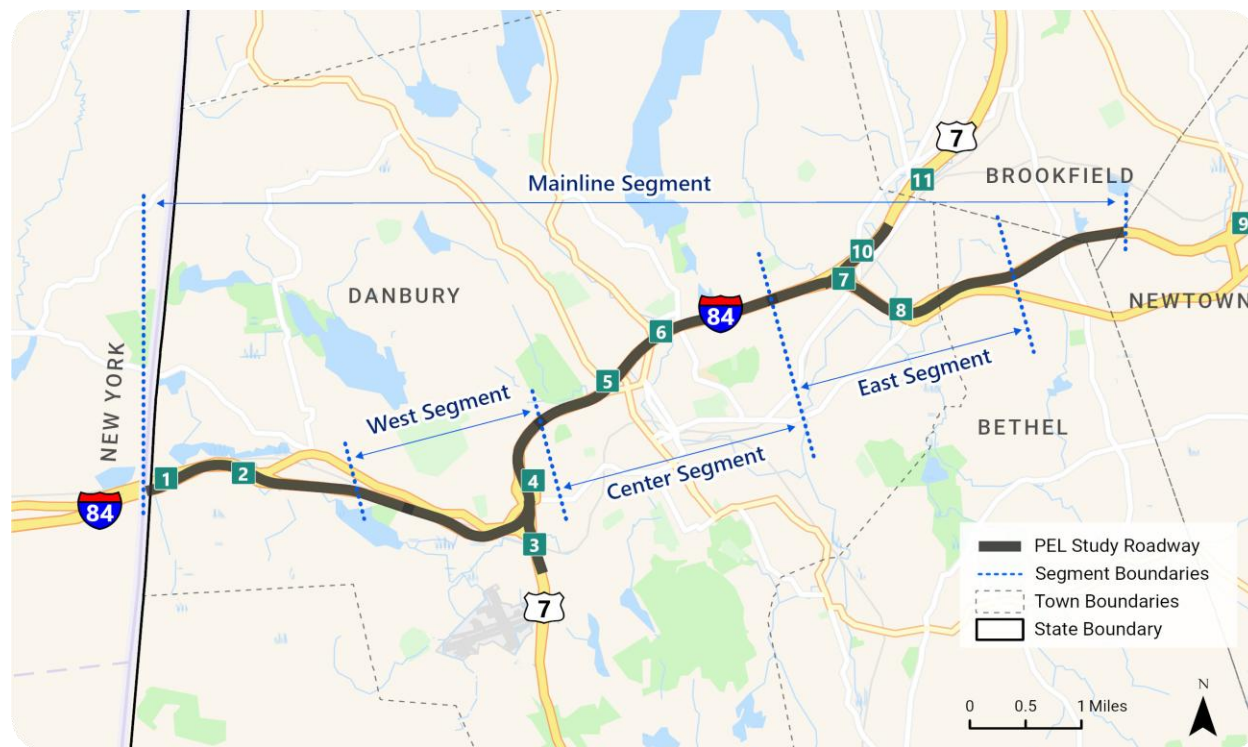 7
11
BROOKFIELD
Mainline Segment
9
10
7
DANBURY
NEWTOWN
8
84
6
NEW YORK
East Segment
5
West Segment
BETHEL
Center Segment
1
2
4
84
3
7
PEL Study Roadway
Segment Boundaries
Town Boundaries
State Boundary
N
0 0.5 1 Miles